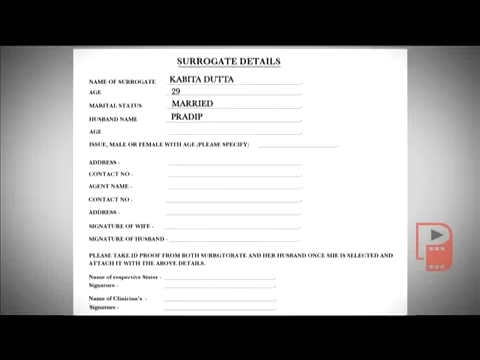 SURROGATE DETAILS
NAME OF SURROGATE KABITA DUTTA
AGE 29
MARITAL STATUS MARRIED
HUSBAND NAME PRADIP
AGE
ISSUE, MALE OR FEMALE WITH AGE (PLEASE SPECIFY)
ADDRESS -
CONTACT NO -
AGENT NAME -
CONTACT NO -
ADDRESS -
SIGNATURE OF WIFE -
SIGNATURE OF HUSBAND -
PLEASE TAKE ID PROOF FROM BOTH SURRGTORATE AND HER HUSBAND ONCE SHE IS SELECTED AND
ATTACH IT WITH THE ABOVE DETAILS.
Name of respective Sister -
Signature -
Name of Clinician's -
Signature -